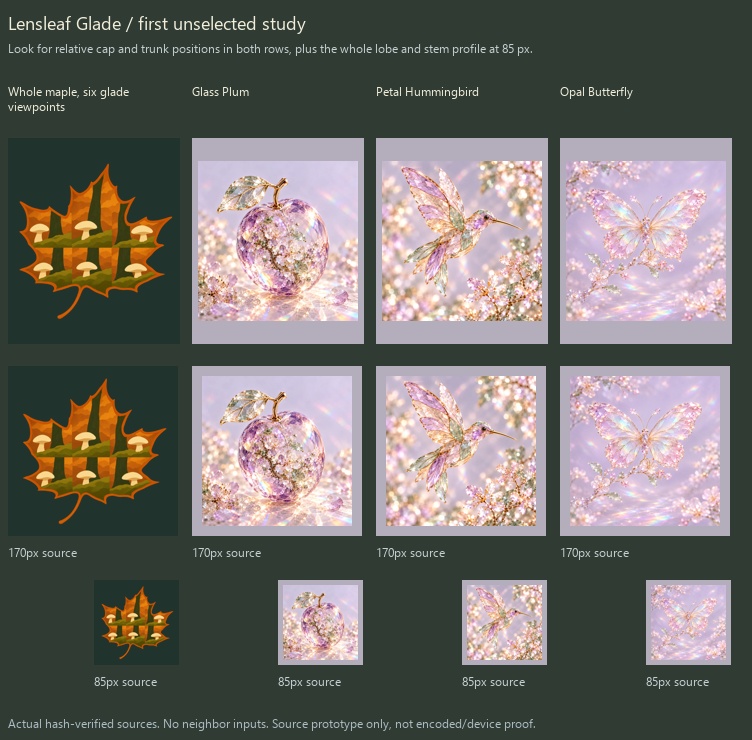 Lensleaf Glade / first unselected study
Look for relative cap and trunk positions in both rows, plus the whole lobe and stem profile at 85 px.
Whole maple, six glade
viewpoints
Glass Plum
Petal Hummingbird
Opal Butterfly
170px source
170px source
170px source
170px source
85px source
85px source
85px source
85px source
Actual hash-verified sources. No neighbor inputs. Source prototype only, not encoded/device proof.